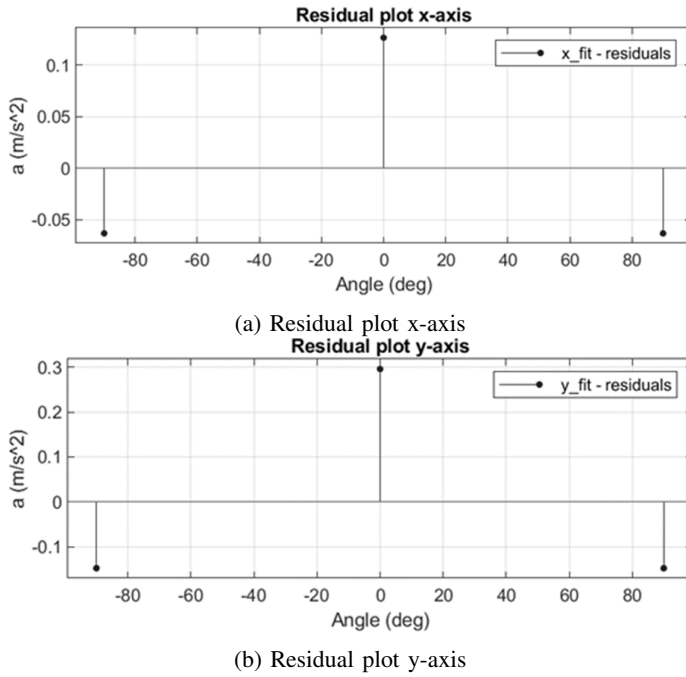 Residual plot x-axis
0.1
0.05
0
-0.05
x_fit - residuals
a (m/s^2)
-80 -60 -40 -20 0 20 40 60 80
Angle (deg)
(a) Residual plot x-axis
Residual plot y-axis
0.3
0.2
0.1
0
-0.1
y_fit - residuals
a (m/s^2)
-80 -60 -40 -20 0 20 40 60 80
Angle (deg)
(b) Residual plot y-axis